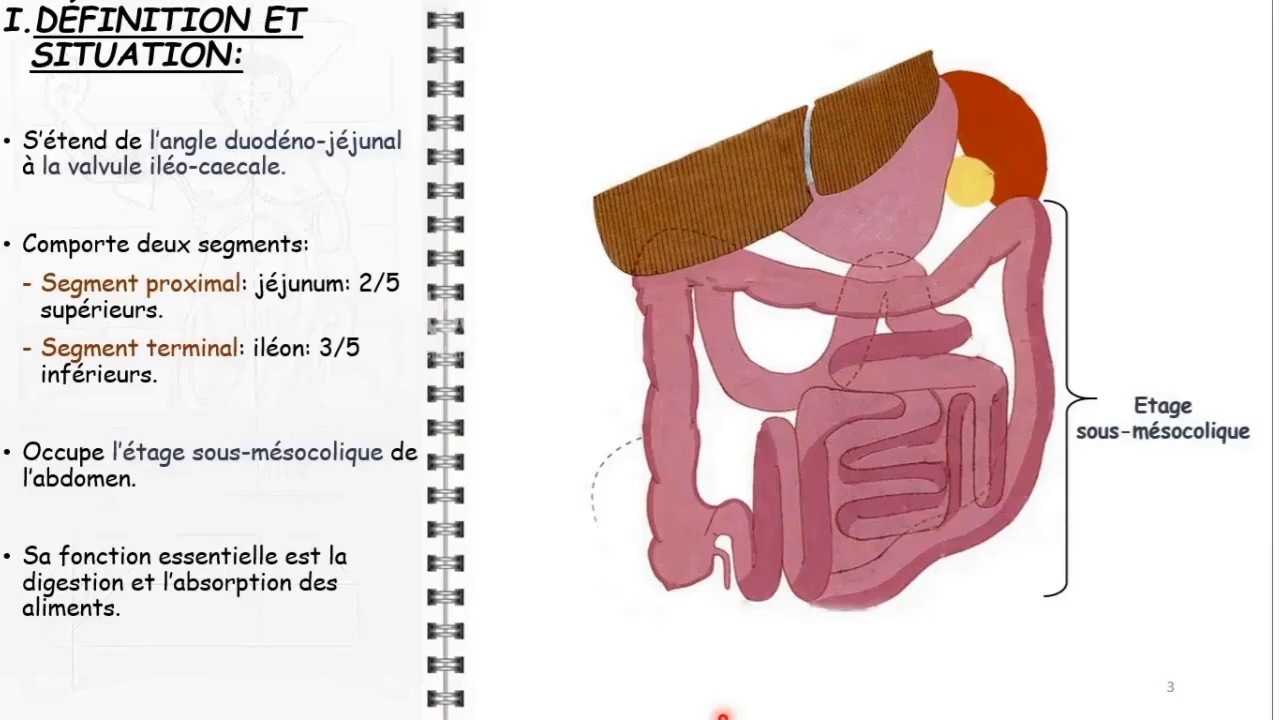 I. DÉFINITION ET
SITUATION:
• S'étend de l'angle duodéno-jéjunal
à la valvule iléo-caecale.
• Comporte deux segments:
- Segment proximal: jéjunum: 2/5
supérieurs.
- Segment terminal: iléon: 3/5
inférieurs.
• Occupe l'étage sous-mésocolique de
l'abdomen.
• Sa fonction essentielle est la
digestion et l'absorption des
aliments.
Etage
sous-mésocolique
3